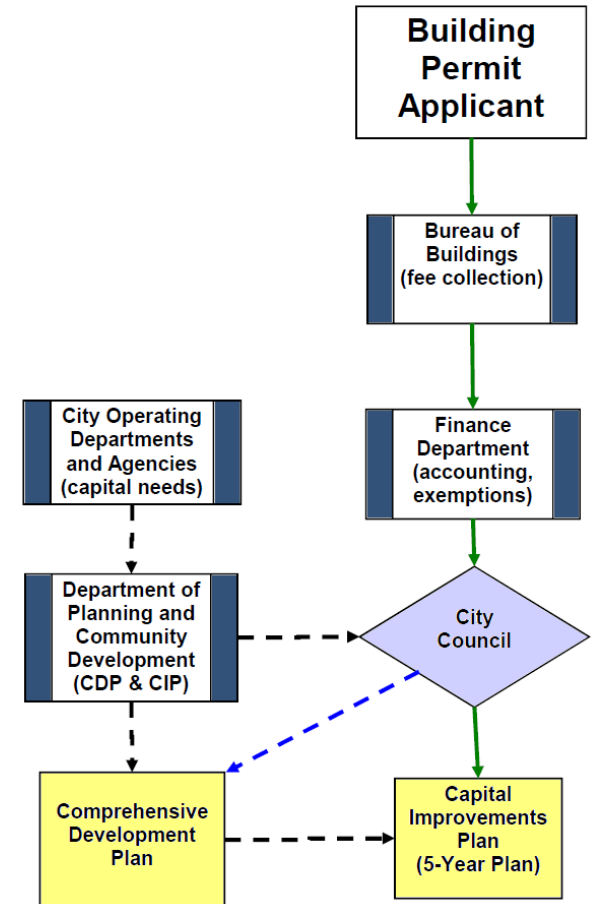 Building
Permit
Applicant
Bureau of
Buildings
(fee collection)
City Operating
Departments
and Agencies
(capital needs)
Finance
Department
(accounting,
exemptions)
Department of
Planning and
Community
Development
(CDP & CIP)
City
Council
Comprehensive
Development
Plan
Capital
Improvements
Plan
(5-Year Plan)